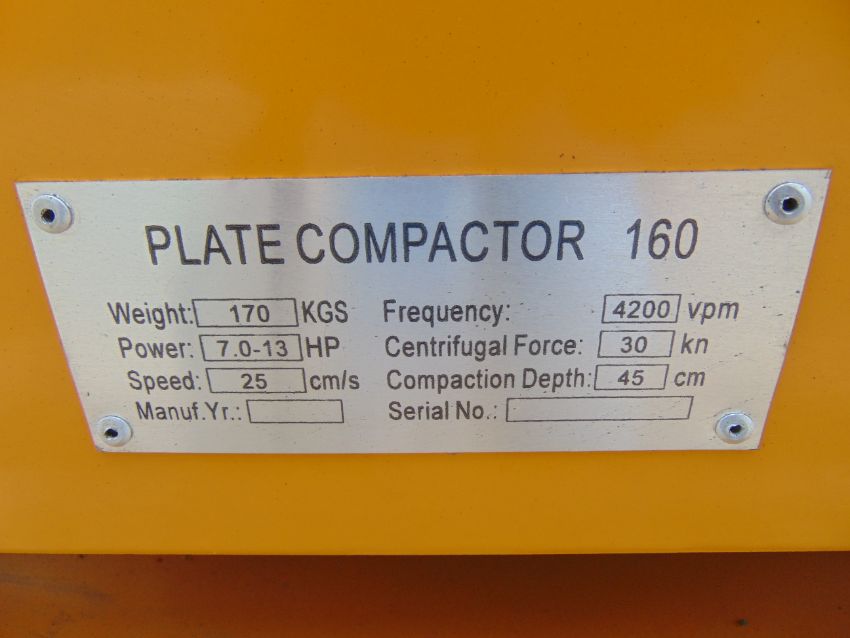 PLATE COMPACTOR 160
Weight: 170 KGS Frequency: 4200 vpm
Power: 7.0-13 HP Centrifugal Force: 30 kn
Speed: 25 cm/s Compaction Depth: 45 cm
Manuf.Yr.: Serial No.: